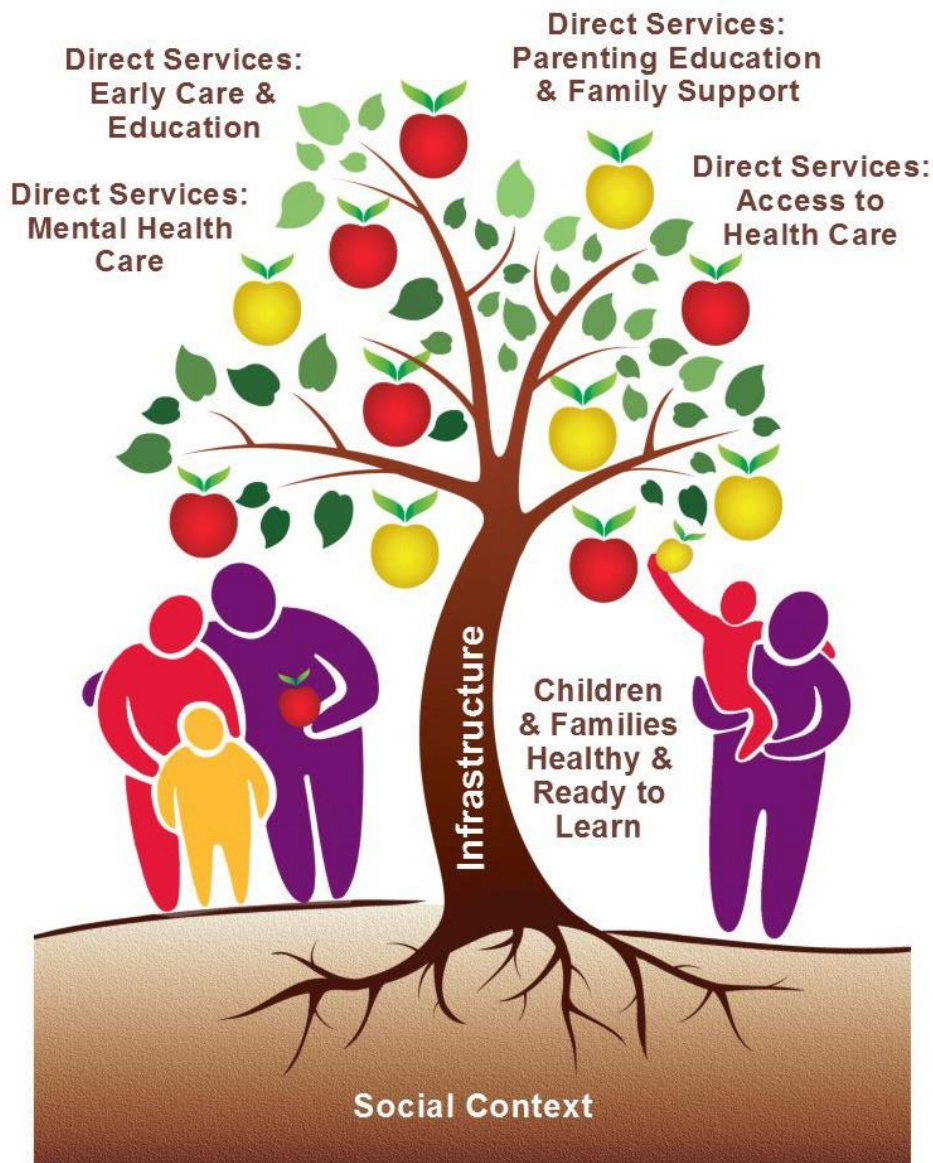 Direct Services:
Early Care &
Education
Direct Services:
Parenting Education
& Family Support
Direct Services:
Mental Health
Care
Direct Services:
Access to
Health Care
Infrastructure
Children
& Families
Healthy &
Ready to
Learn
Social Context